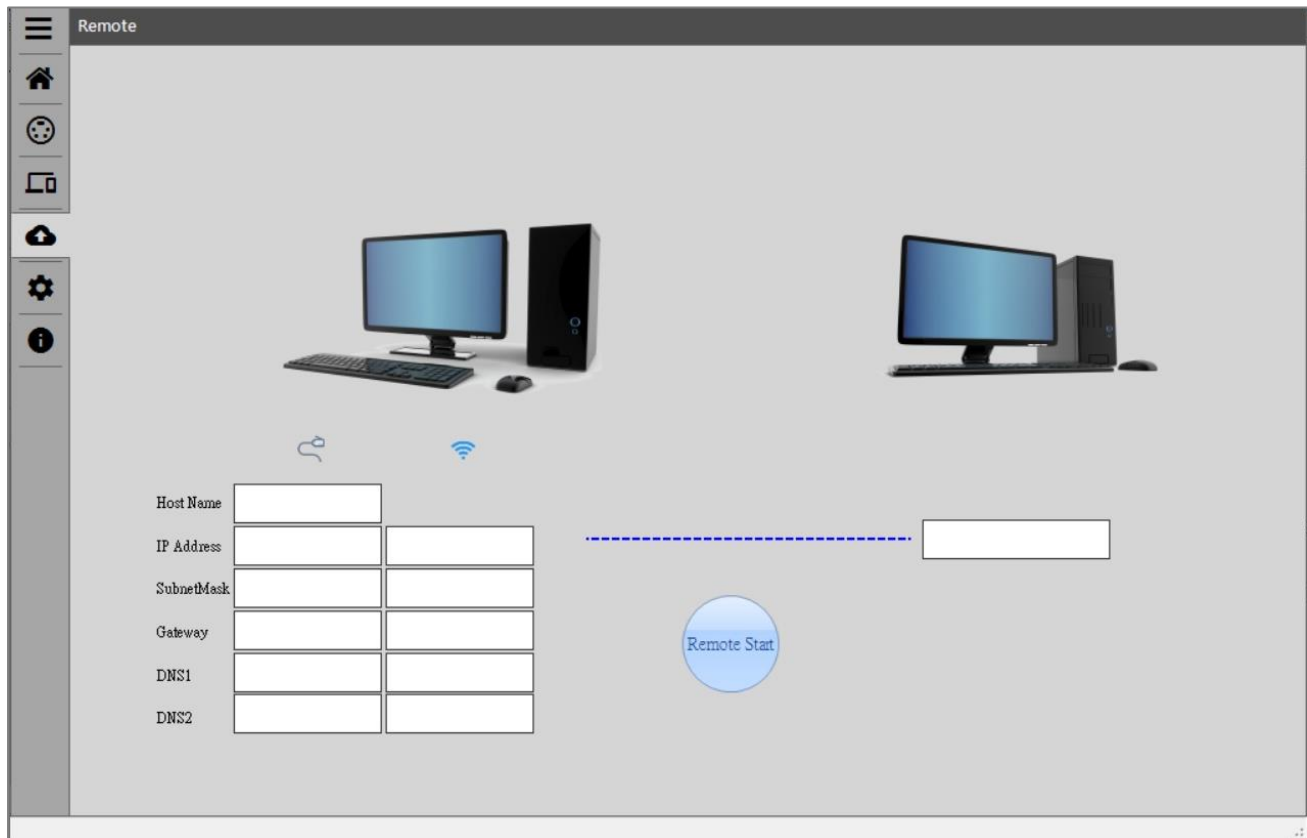 Remote
Host Name
IP Address
SubnetMask
Gateway
Remote Start
DNS1
DNS2